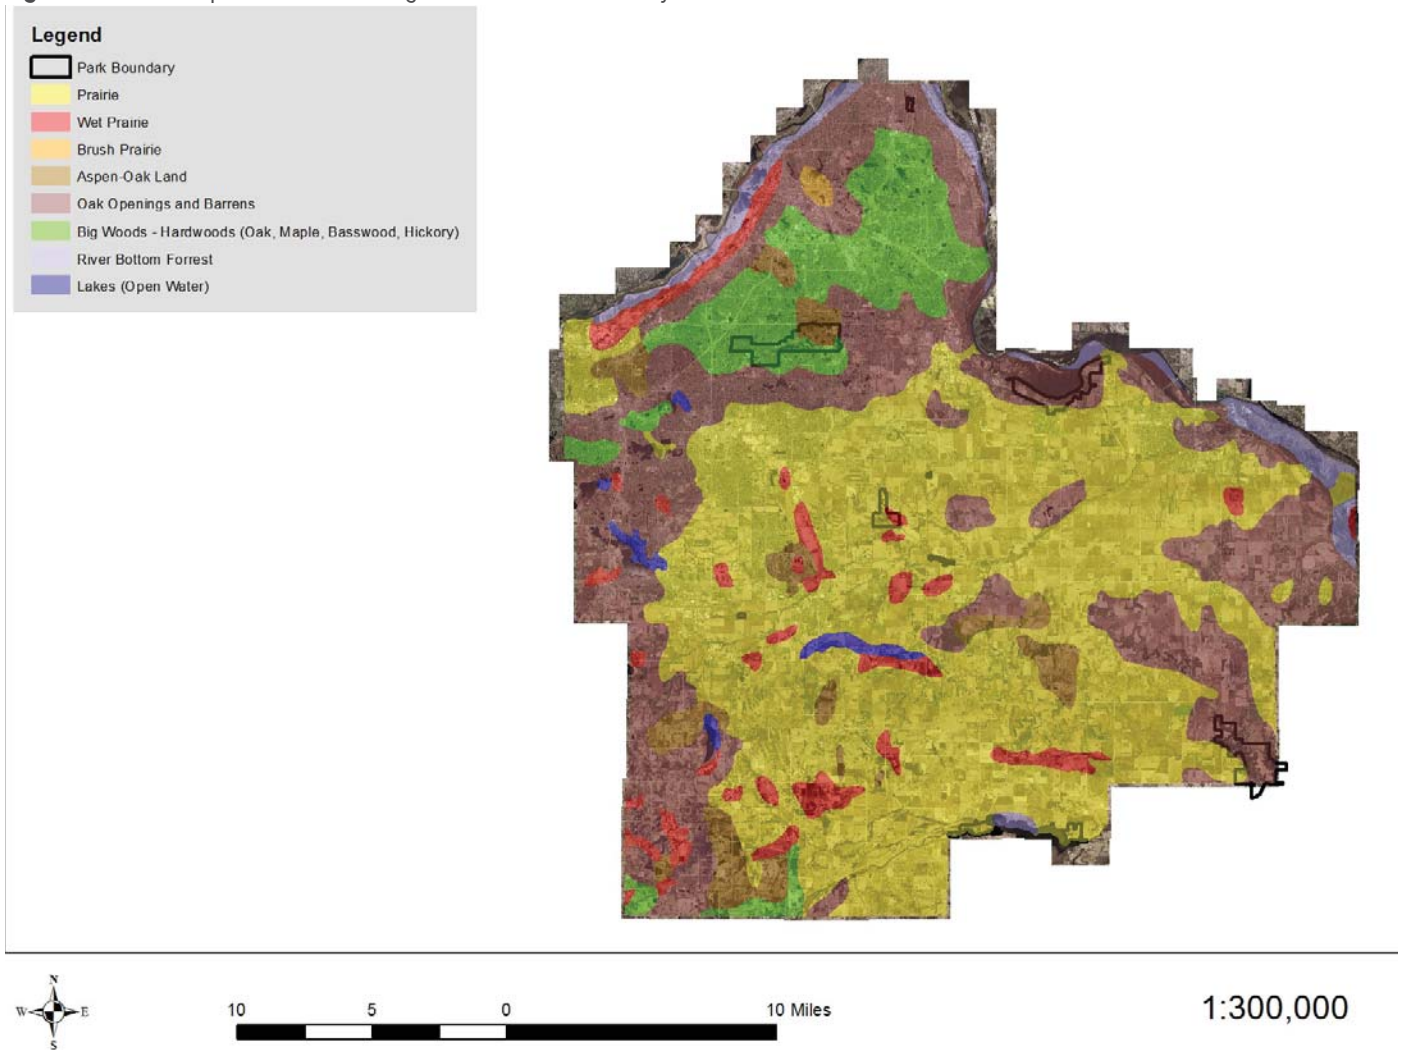 Legend
Park Boundary
Prairie
Wet Prairie
Brush Prairie
Aspen-Oak Land
Oak Openings and Barrens
Big Woods - Hardwoods (Oak, Maple, Basswood, Hickory)
River Bottom Forrest
Lakes (Open Water)
N
W E
S
10 5 0 10 Miles
1:300,000